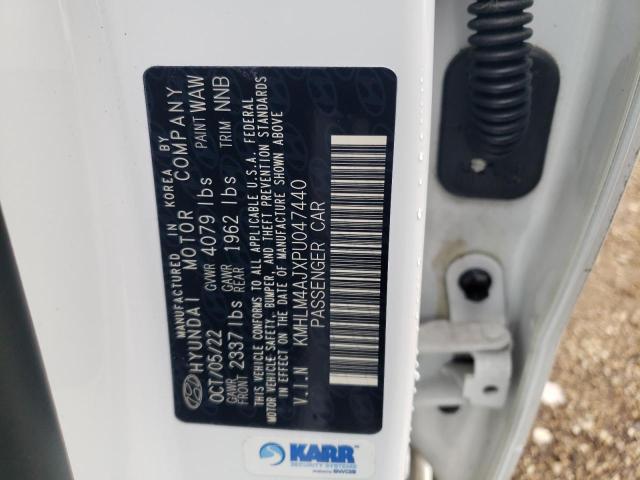 MANUFACTURED IN KOREA BY
HYUNDAI MOTOR COMPANY
OCT/05/22 GVWR 4079 lbs PAINT WAW
GAWR FRONT 2337 lbs GAWR REAR 1962 lbs TRIM NNB
THIS VEHICLE CONFORMS TO ALL APPLICABLE U.S.A. FEDERAL
MOTOR VEHICLE SAFETY, BUMPER, AND THEFT PREVENTION STANDARDS
IN EFFECT ON THE DATE OF MANUFACTURE SHOWN ABOVE
V.I.N KMHLM4AJXPU047440
PASSENGER CAR
KARR
SECURITY SYSTEMS